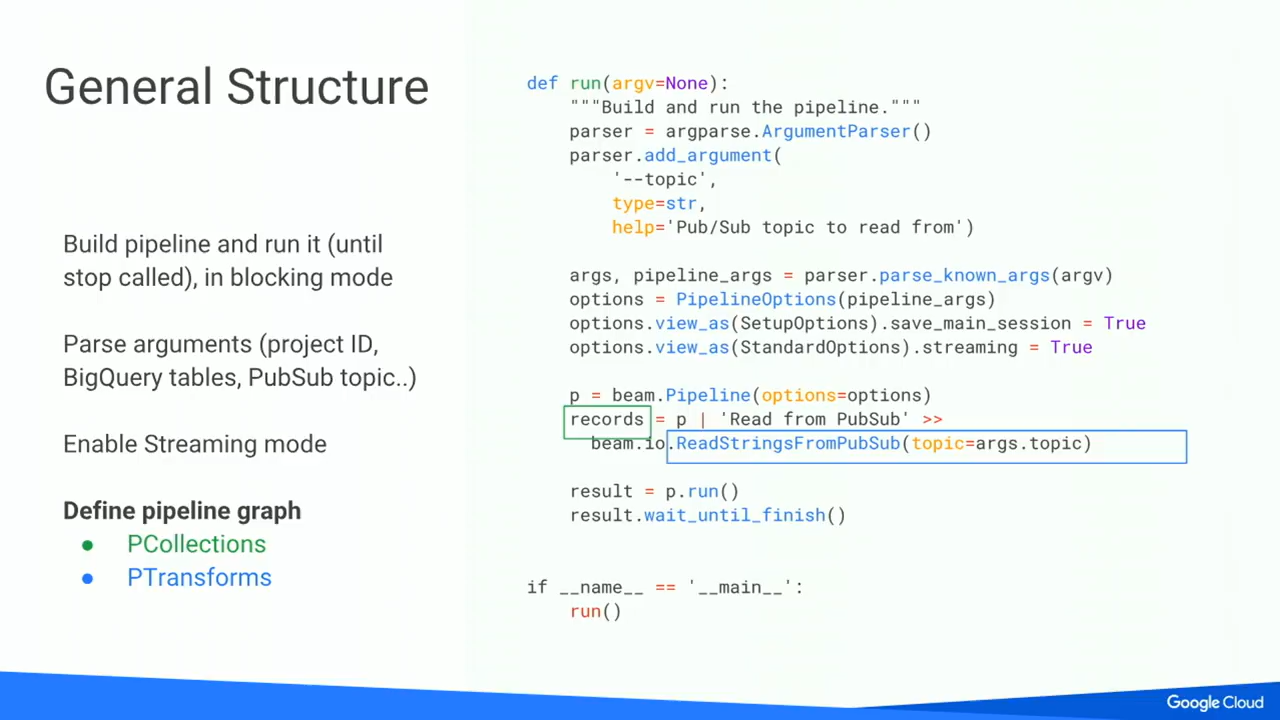 General Structure
Build pipeline and run it (until
stop called), in blocking mode
Parse arguments (project ID,
BigQuery tables, PubSub topic..)
Enable Streaming mode
Define pipeline graph
● PCollections
● PTransforms
def run(argv=None):
    """Build and run the pipeline."""
    parser = argparse.ArgumentParser()
    parser.add_argument(
        '--topic',
        type=str,
        help='Pub/Sub topic to read from')
    args, pipeline_args = parser.parse_known_args(argv)
    options = PipelineOptions(pipeline_args)
    options.view_as(SetupOptions).save_main_session = True
    options.view_as(StandardOptions).streaming = True
    p = beam.Pipeline(options=options)
    records = p | 'Read from PubSub' >>
      beam.io.ReadStringsFromPubSub(topic=args.topic)
    result = p.run()
    result.wait_until_finish()
if __name__ == '__main__':
    run()
Google Cloud